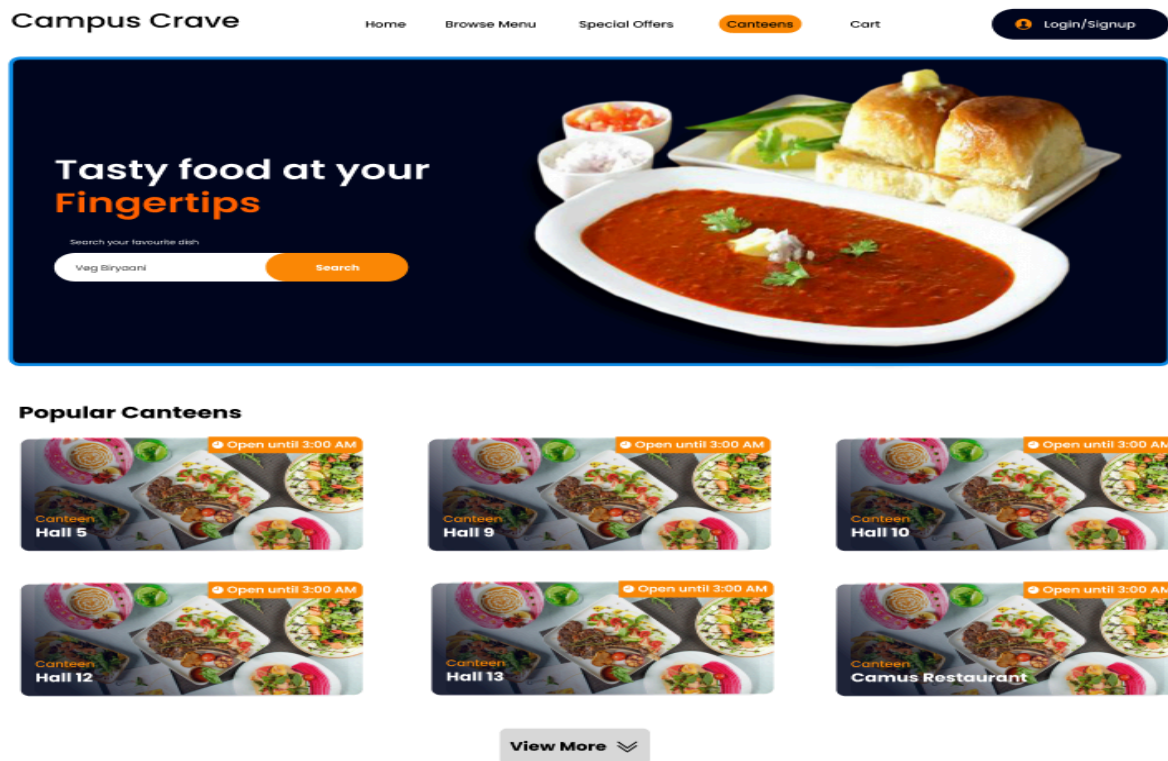 Campus Crave
Home
Browse Menu
Special Offers
Canteens
Cart
Login/Signup
Tasty food at your
Fingertips
Search your favourite dish
Veg Biryaani
Search
Popular Canteens
Open until 3:00 AM
Canteen
Hall 5
Open until 3:00 AM
Canteen
Hall 9
Open until 3:00 AM
Canteen
Hall 10
Open until 3:00 AM
Canteen
Hall 12
Open until 3:00 AM
Canteen
Hall 13
Open until 3:00 AM
Canteen
Camus Restaurant
View More